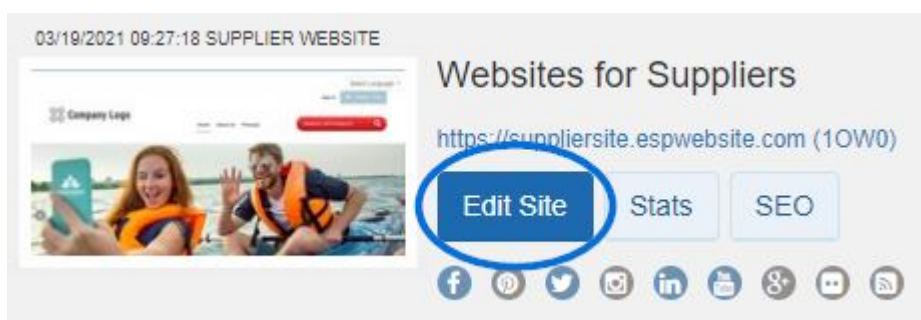 03/19/2021 09:27:18 SUPPLIER WEBSITE
Websites for Suppliers
Company Logo
https://suppliersite.espwebsite.com (1OW0)
Edit Site Stats SEO